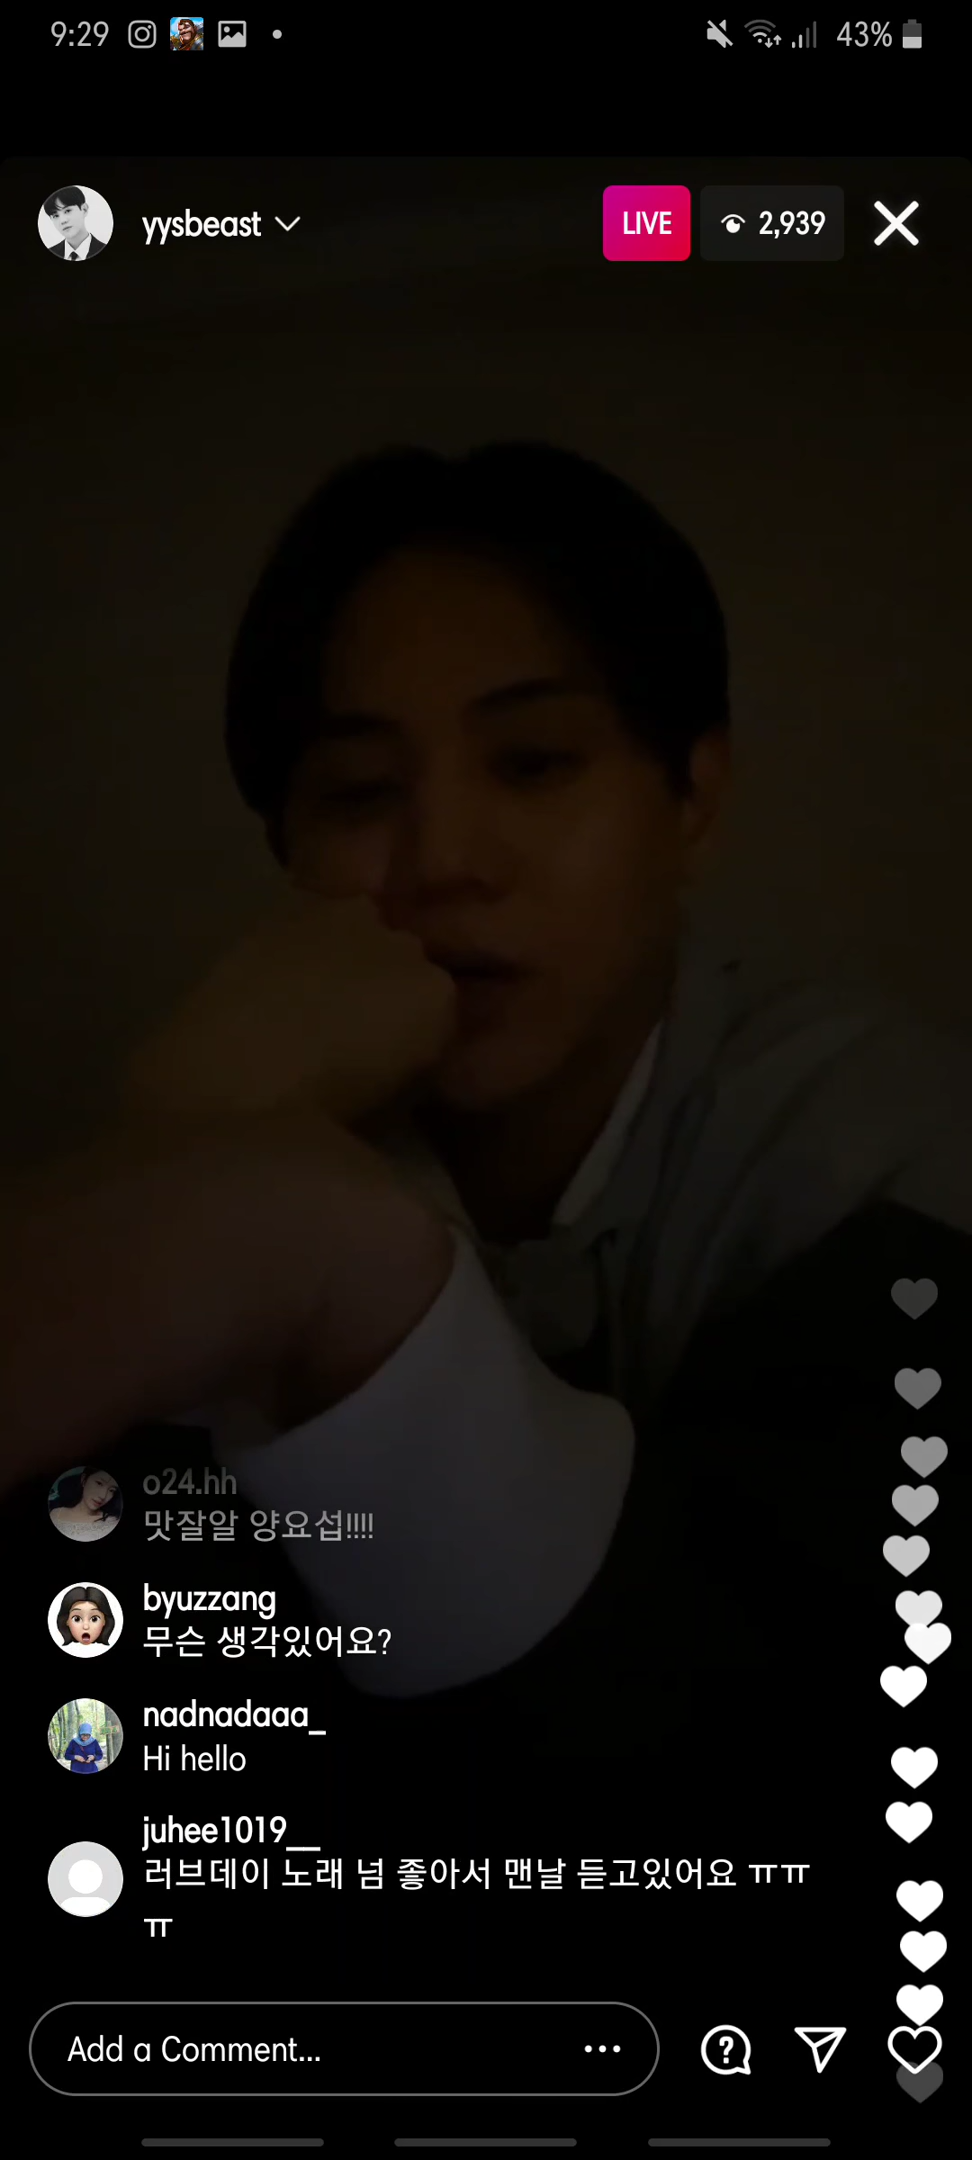 9:29
43%
yysbeast
LIVE
2,939
o24.hh
맛잘알 양요섭!!!!
byuzzang
무슨 생각있어요?
nadnadaaa_
Hi hello
juhee1019__
러브데이 노래 넘 좋아서 맨날 듣고있어요 ㅠㅠ
ㅠ
Add a Comment...